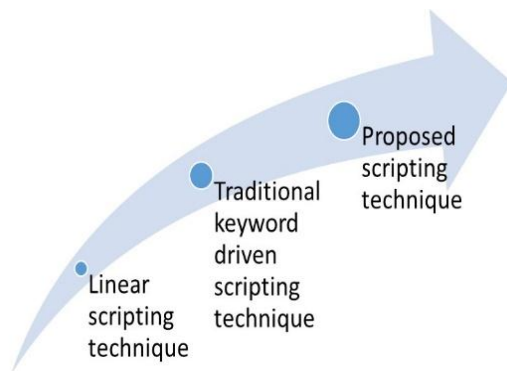 Linear
scripting
technique
Traditional
keyword
driven
scripting
technique
Proposed
scripting
technique